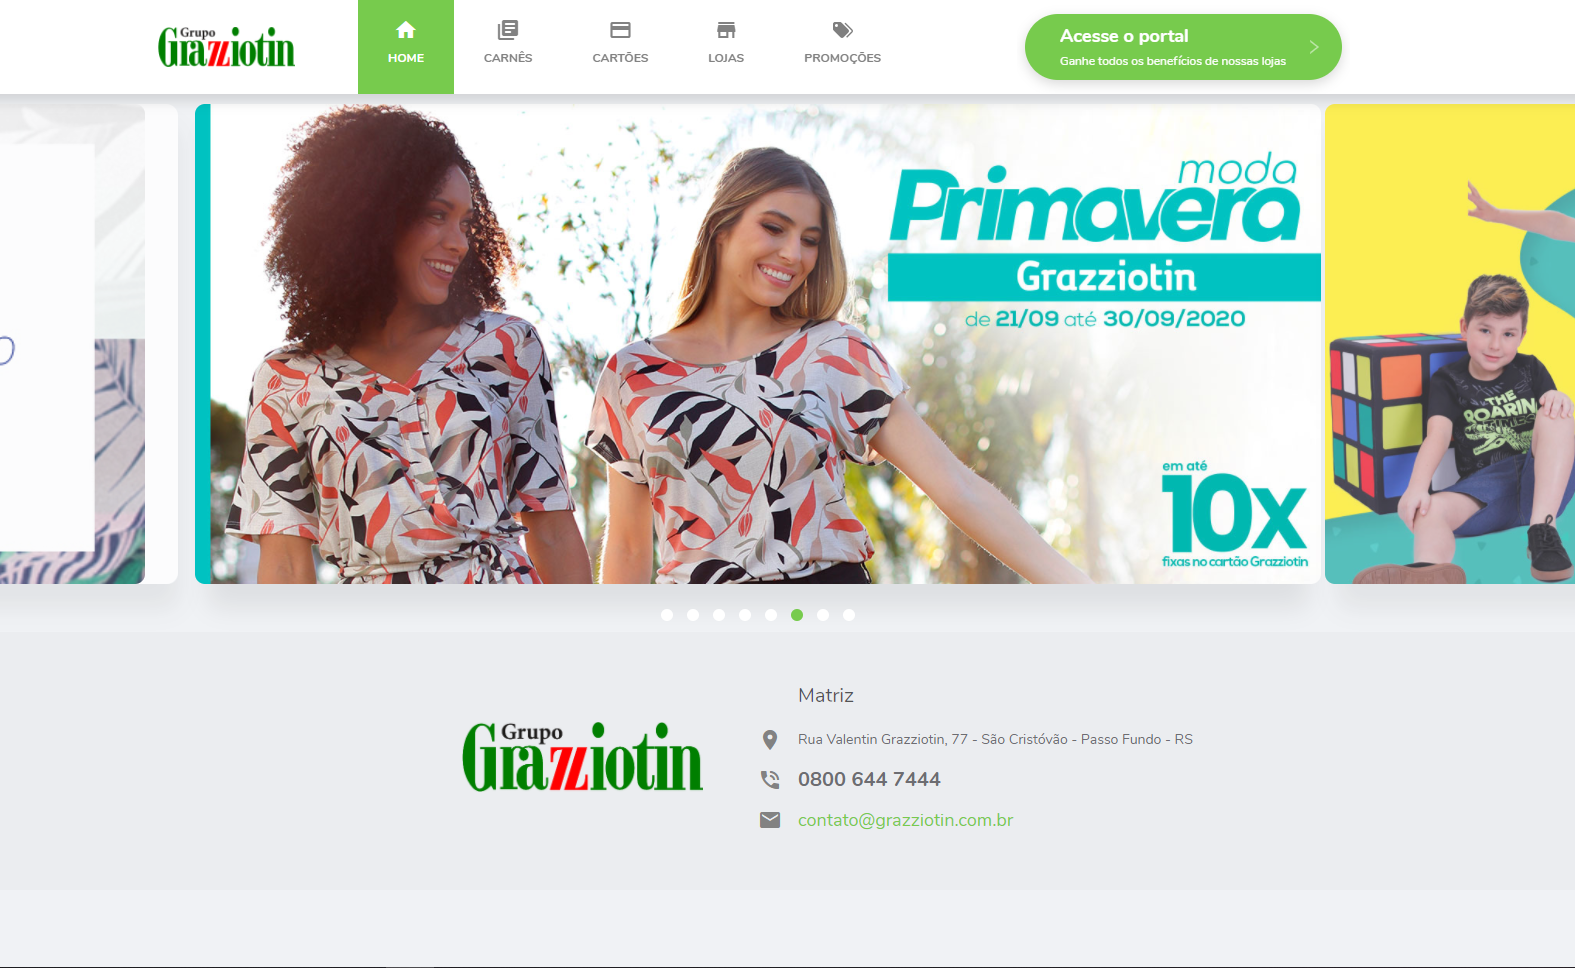 Grupo
Grazziotin
HOME
CARNÊS
CARTÕES
LOJAS
PROMOÇÕES
Acesse o portal
Ganhe todos os benefícios de nossas lojas
moda
Primavera
Grazziotin
de 21/09 até 30/09/2020
em até
10x
fixas no cartão Grazziotin
THE
ROARIN
TIMES
Grupo
Grazziotin
Matriz
Rua Valentin Grazziotin, 77 - São Cristóvão - Passo Fundo - RS
0800 644 7444
contato@grazziotin.com.br